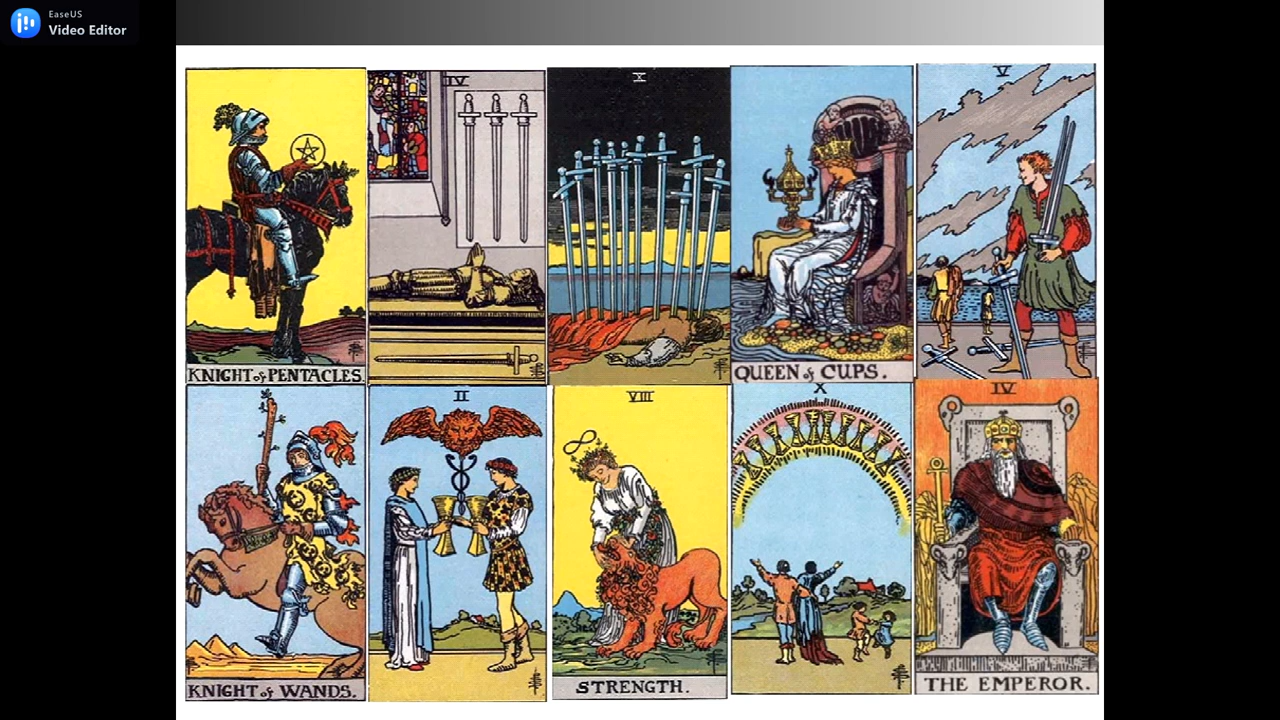 EaseUS
Video Editor
IV
X
V
KNIGHT of PENTACLES.
QUEEN of CUPS.
II
VIII
X
IV
KNIGHT of WANDS.
STRENGTH.
THE EMPEROR.